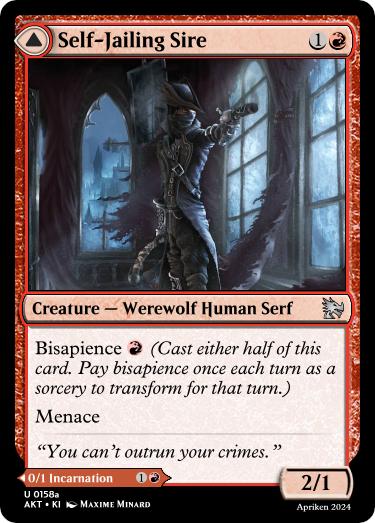 Self-Jailing Sire 1
Creature — Werewolf Human Serf
Bisapience (Cast either half of this
card. Pay bisapience once each turn as a
sorcery to transform for that turn.)
Menace
“You can’t outrun your crimes.”
0/1 Incarnation 1
2/1
U 0158a
AKT • KI Maxime Minard
Apriken 2024